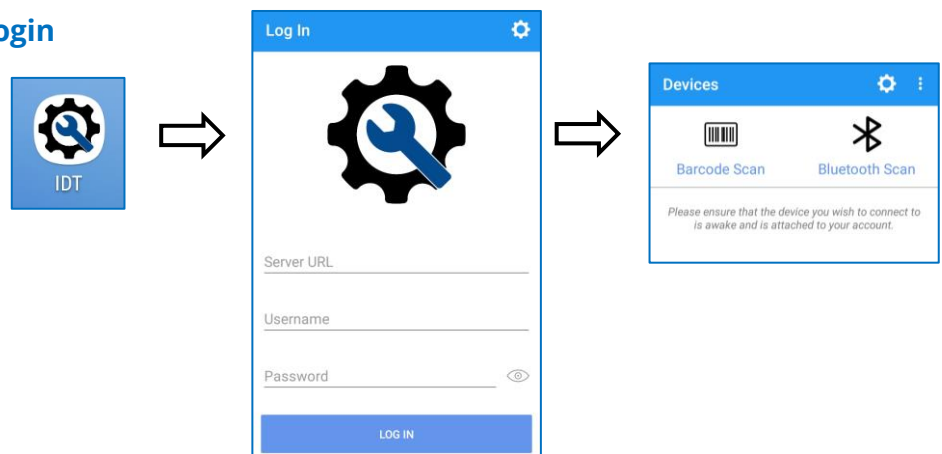 ogin
IDT
Log In
Server URL
Username
Password
LOG IN
Devices
Barcode Scan
Bluetooth Scan
Please ensure that the device you wish to connect to
is awake and is attached to your account.